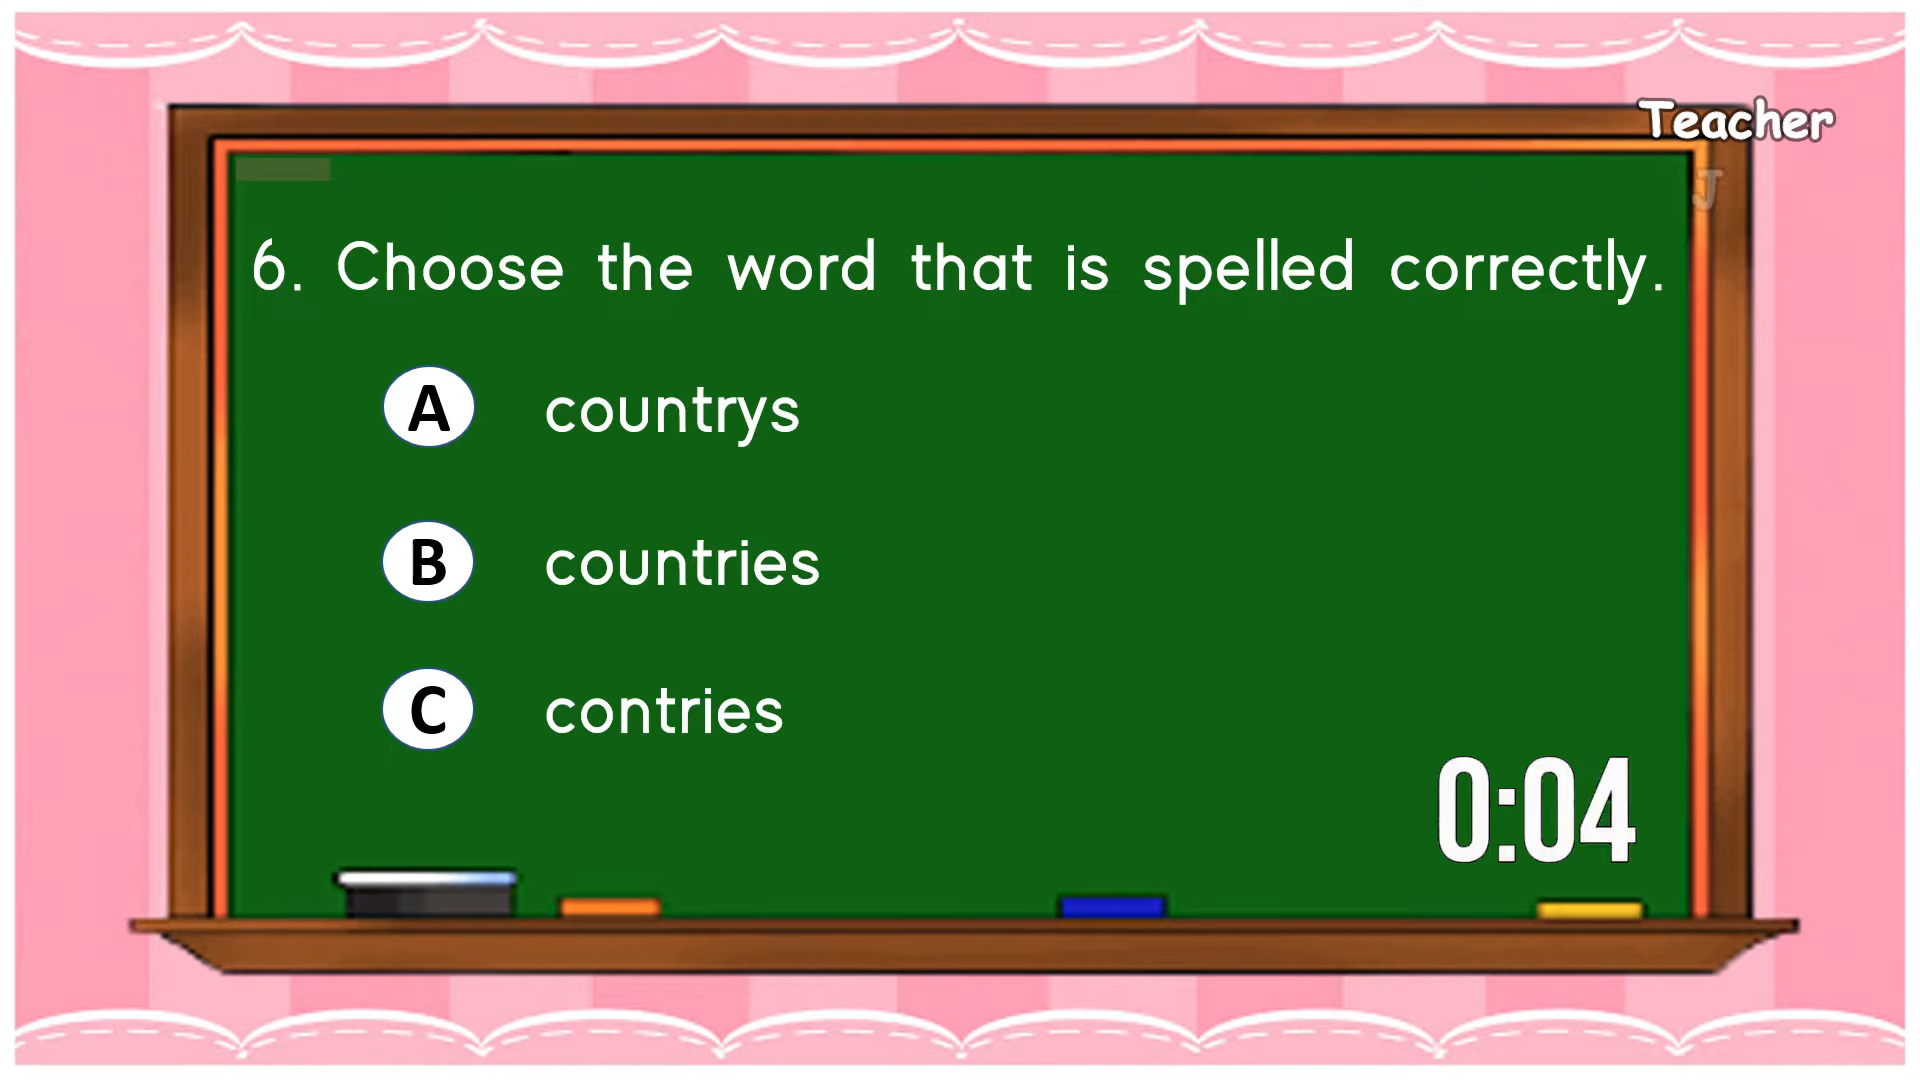 Teacher
J
6. Choose the word that is spelled correctly.
A countrys
B countries
C contries
0:04